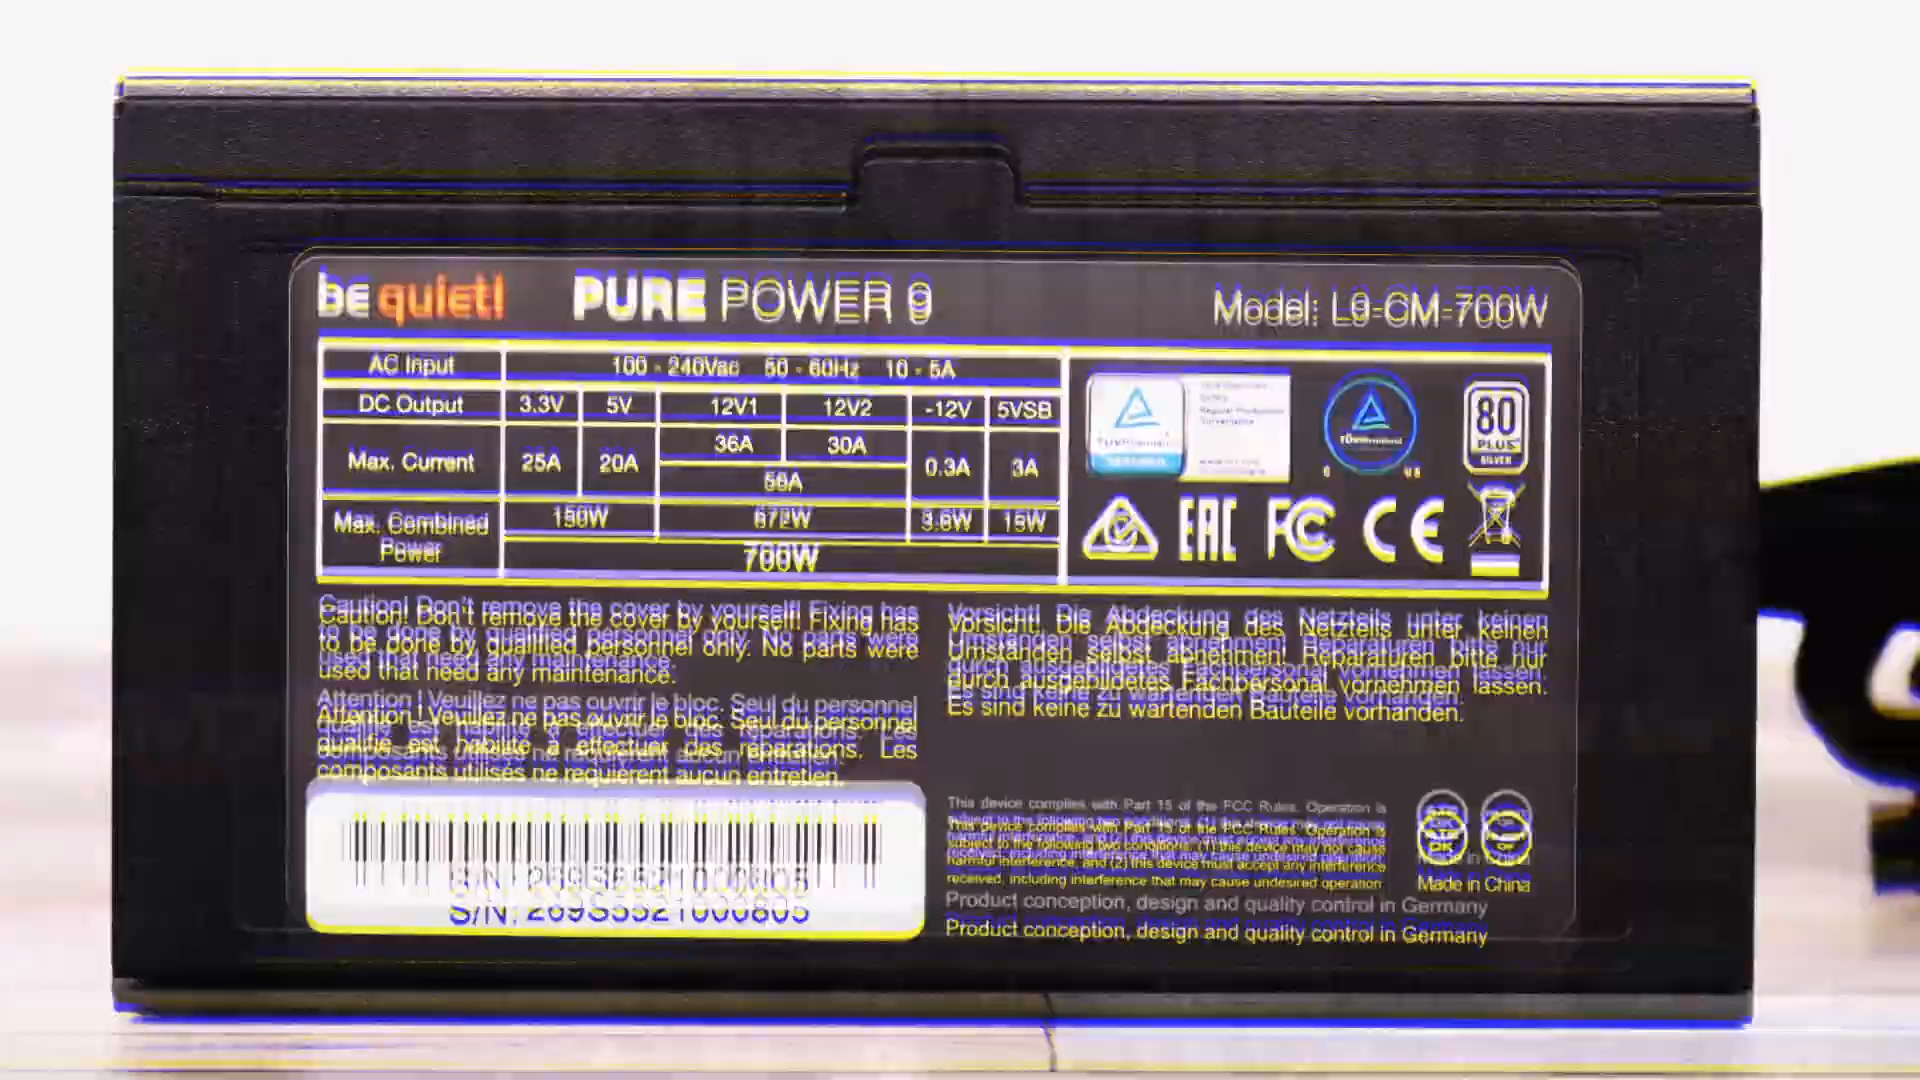 be quiet! PURE POWER 9 Model: L9-CM-700W
AC Input 100 - 240Vac 50 - 60Hz 10 - 5A
DC Output 3.3V 5V 12V1 12V2 -12V 5VSB
36A 30A
Max. Current 25A 20A 0.3A 3A
56A
Max. Combined Power 150W 672W 3.6W 15W
700W
TÜVRheinland
TÜVRheinland
C US
80
PLUS
SILVER
EAC FC CE
Caution! Don't remove the cover by yourself! Fixing has
to be done by qualified personnel only. No parts were
used that need any maintenance.
Attention ! Veuillez ne pas ouvrir le bloc. Seul du personnel
qualifié est habilité à effectuer des réparations. Les
composants utilisés ne requièrent aucun entretien.
Vorsicht! Die Abdeckung des Netzteils unter keinen
Umständen selbst abnehmen! Reparaturen bitte nur
durch ausgebildetes Fachpersonal vornehmen lassen.
Es sind keine zu wartenden Bauteile vorhanden.
S/N: 269S5521000805
This device complies with Part 15 of the FCC Rules. Operation is
subject to the following two conditions: (1) this device may not cause
harmful interference, and (2) this device must accept any interference
received, including interference that may cause undesired operation
Made in China
Product conception, design and quality control in Germany